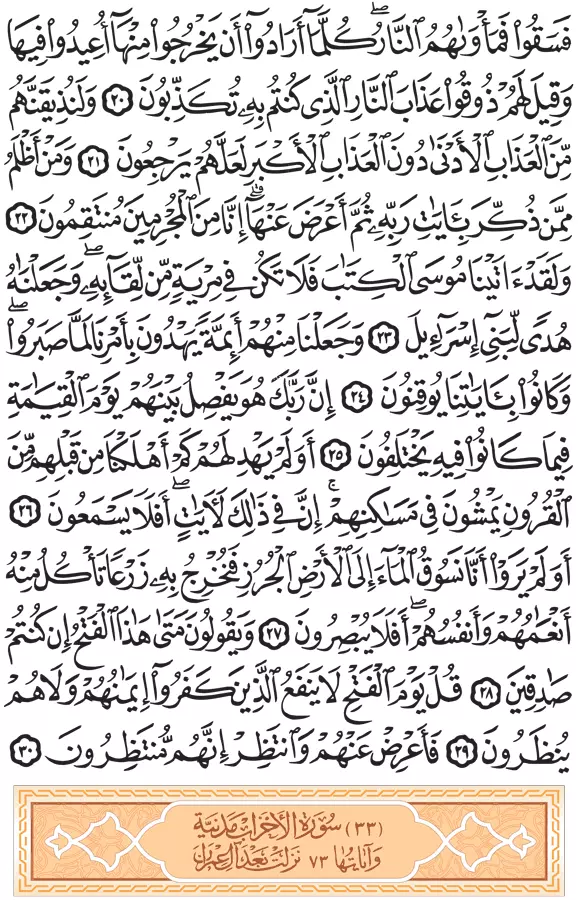 فَسَقُواْ فَمَأْوَىٰهُمُ ٱلنَّارُۖ كُلَّمَآ أَرَادُوٓاْ أَن يَخۡرُجُواْ مِنۡهَآ أُعِيدُواْ فِيهَا
وَقِيلَ لَهُمۡ ذُوقُواْ عَذَابَ ٱلنَّارِ ٱلَّذِي كُنتُم بِهِۦ تُكَذِّبُونَ ٢٠ وَلَنُذِيقَنَّهُم
مِّنَ ٱلۡعَذَابِ ٱلۡأَدۡنَىٰ دُونَ ٱلۡعَذَابِ ٱلۡأَكۡبَرِ لَعَلَّهُمۡ يَرۡجِعُونَ ٢١ وَمَنۡ أَظۡلَمُ
مِمَّن ذُكِّرَ بِـَٔايَٰتِ رَبِّهِۦ ثُمَّ أَعۡرَضَ عَنۡهَآۚ إِنَّا مِنَ ٱلۡمُجۡرِمِينَ مُنتَقِمُونَ ٢٢
وَلَقَدۡ ءَاتَيۡنَا مُوسَى ٱلۡكِتَٰبَ فَلَا تَكُن فِي مِرۡيَةٖ مِّن لِّقَآئِهِۦۖ وَجَعَلۡنَٰهُ
هُدٗى لِّبَنِيٓ إِسۡرَٰٓءِيلَ ٢٣ وَجَعَلۡنَا مِنۡهُمۡ أَئِمَّةٗ يَهۡدُونَ بِأَمۡرِنَا لَمَّا صَبَرُواْۖ
وَكَانُواْ بِـَٔايَٰتِنَا يُوقِنُونَ ٢٤ إِنَّ رَبَّكَ هُوَ يَفۡصِلُ بَيۡنَهُمۡ يَوۡمَ ٱلۡقِيَٰمَةِ
فِيمَا كَانُواْ فِيهِ يَخۡتَلِفُونَ ٢٥ أَوَلَمۡ يَهۡدِ لَهُمۡ كَمۡ أَهۡلَكۡنَا مِن قَبۡلِهِم مِّنَ
ٱلۡقُرُونِ يَمۡشُونَ فِي مَسَٰكِنِهِمۡۚ إِنَّ فِي ذَٰلِكَ لَأٓيَٰتٍۖ أَفَلَا يَسۡمَعُونَ ٢٦
أَوَلَمۡ يَرَوۡاْ أَنَّا نَسُوقُ ٱلۡمَآءَ إِلَى ٱلۡأَرۡضِ ٱلۡجُرُزِ فَنُخۡرِجُ بِهِۦ زَرۡعٗا تَأۡكُلُ مِنۡهُ
أَنۡعَٰمُهُمۡ وَأَنفُسُهُمۡۖ أَفَلَا يُبۡصِرُونَ ٢٧ وَيَقُولُونَ مَتَىٰ هَٰذَا ٱلۡفَتۡحُ إِن كُنتُمۡ
صَٰدِقِينَ ٢٨ قُلۡ يَوۡمَ ٱلۡفَتۡحِ لَا يَنفَعُ ٱلَّذِينَ كَفَرُوٓاْ إِيمَٰنُهُمۡ وَلَا هُمۡ
يُنظَرُونَ ٢٩ فَأَعۡرِضۡ عَنۡهُمۡ وَٱنتَظِرۡ إِنَّهُم مُّنتَظِرُونَ ٣٠
(٣٣) سُورَةُ الأَحْزَابِ مَدَنِيَّة
وَآيَاتُهَا ٧٣ نَزَلَتْ بَعْدَ آلِ عِمْرَانَ